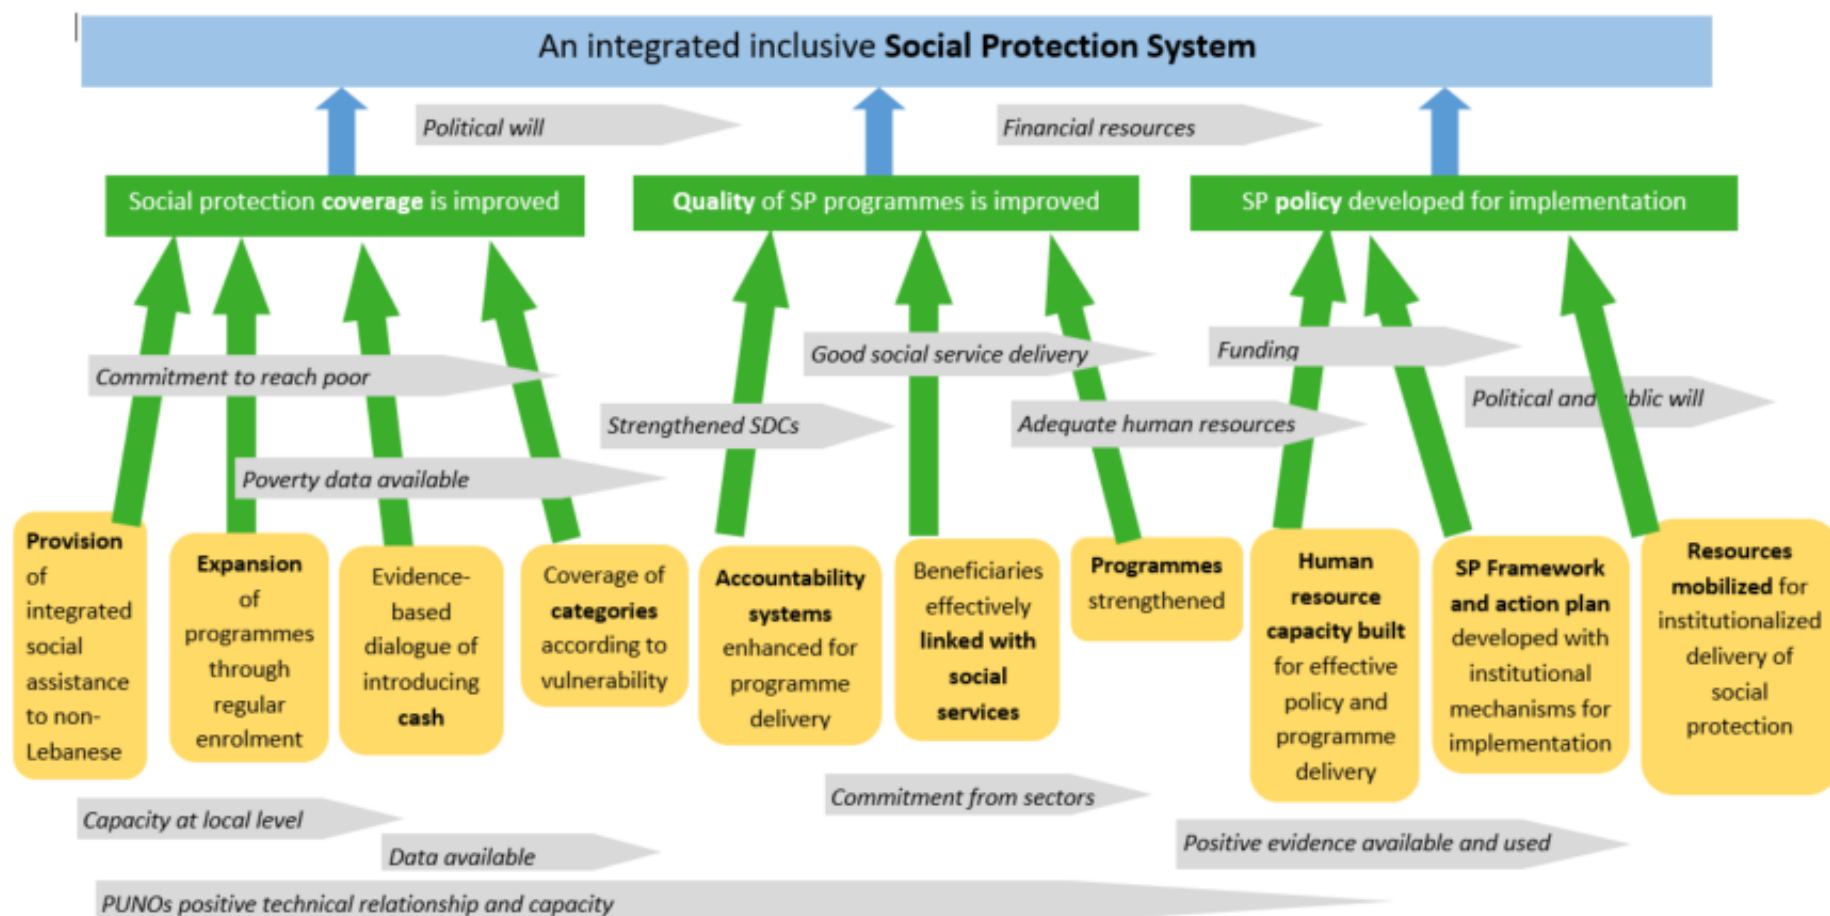 An integrated inclusive Social Protection System
Political will
Financial resources
Social protection coverage is improved
Quality of SP programmes is improved
SP policy developed for implementation
Commitment to reach poor
Good social service delivery
Funding
Political and public will
Strengthened SDCs
Adequate human resources
Poverty data available
Provision
of
integrated
social
assistance
to non-
Lebanese
Expansion
of
programmes
through
regular
enrolment
Evidence-
based
dialogue of
introducing
cash
Coverage of
categories
according to
vulnerability
Accountability
systems
enhanced for
programme
delivery
Beneficiaries
effectively
linked with
social
services
Programmes
strengthened
Human
resource
capacity built
for effective
policy and
programme
delivery
SP Framework
and action plan
developed with
institutional
mechanisms for
implementation
Resources
mobilized for
institutionalized
delivery of
social
protection
Capacity at local level
Data available
Commitment from sectors
Positive evidence available and used
PUNOs positive technical relationship and capacity